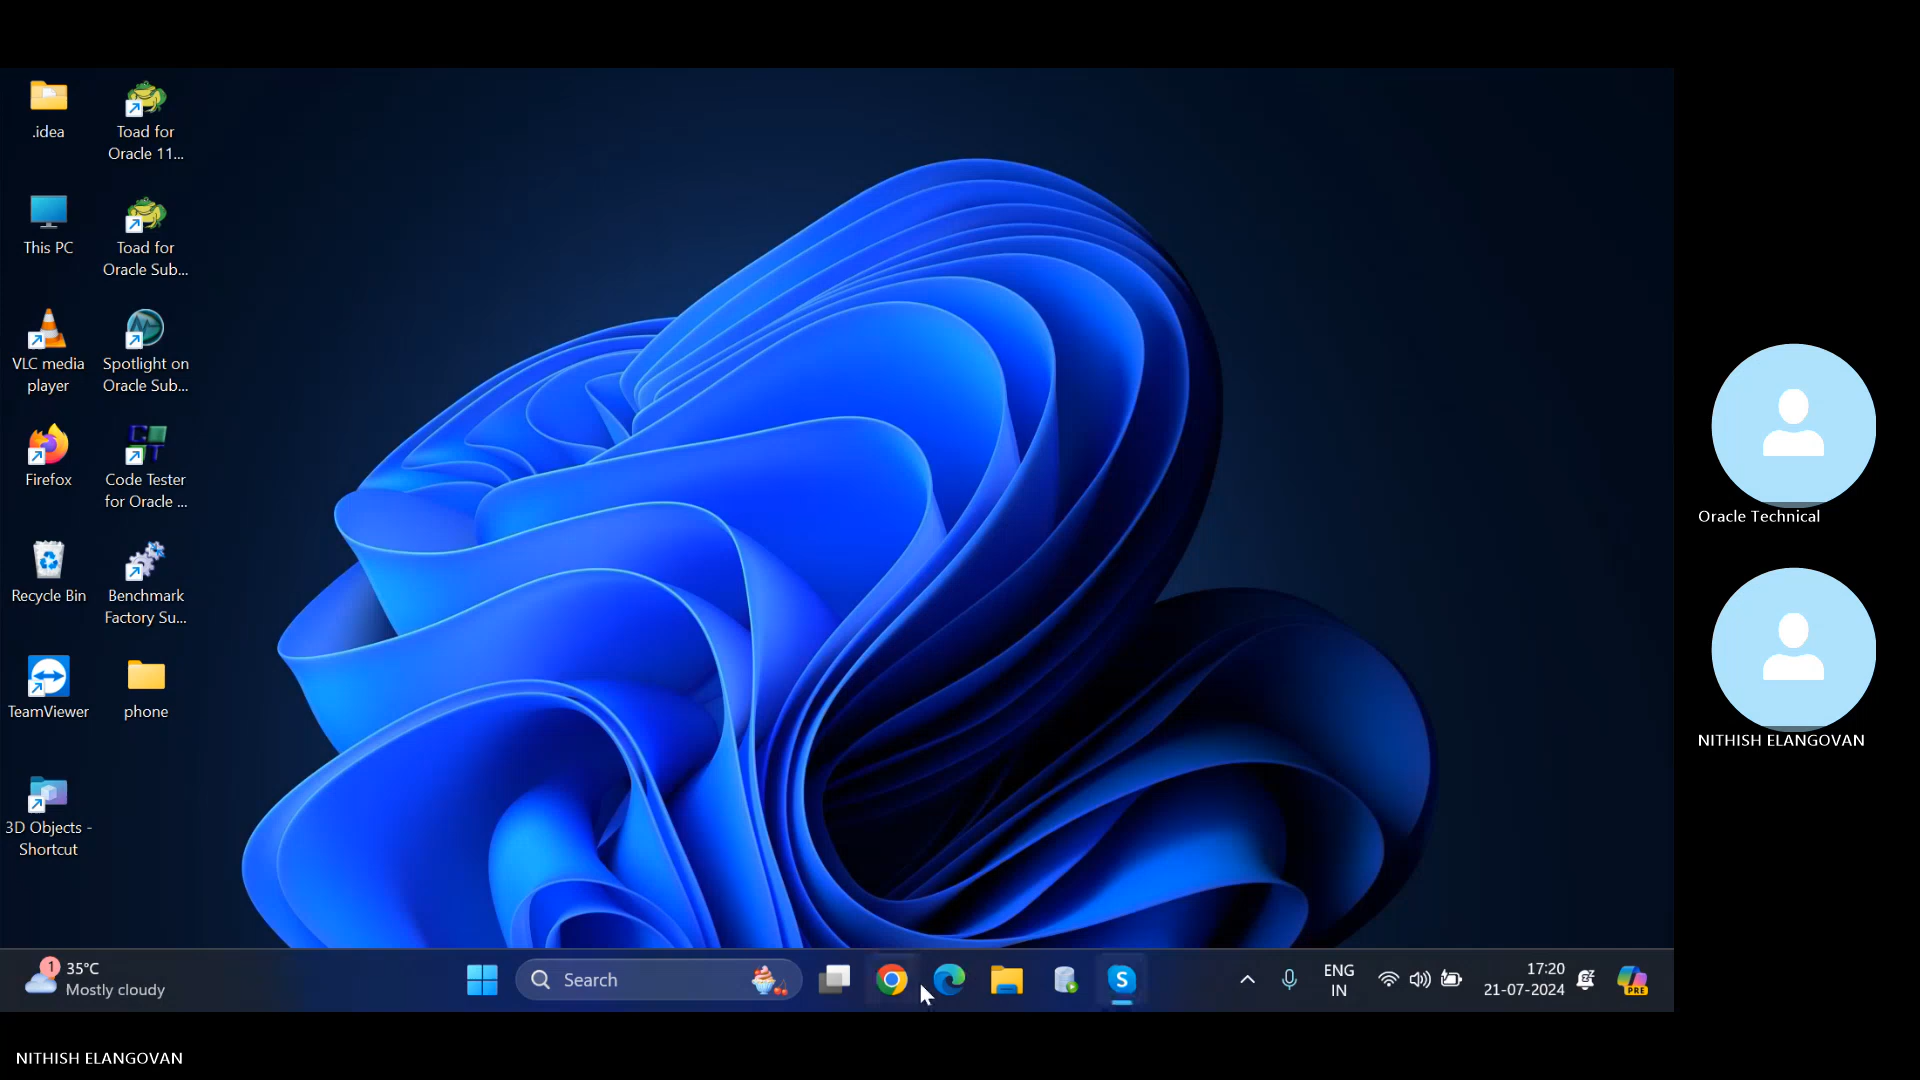 .idea
Toad for
Oracle 11...
This PC
Toad for
Oracle Sub...
VLC media
player
Spotlight on
Oracle Sub...
Firefox
Code Tester
for Oracle ...
Recycle Bin
Benchmark
Factory Su...
TeamViewer
phone
3D Objects -
Shortcut
Oracle Technical
NITHISH ELANGOVAN
1
35°C
Mostly cloudy
Search
S
ENG
IN
17:20
21-07-2024
PRE
NITHISH ELANGOVAN